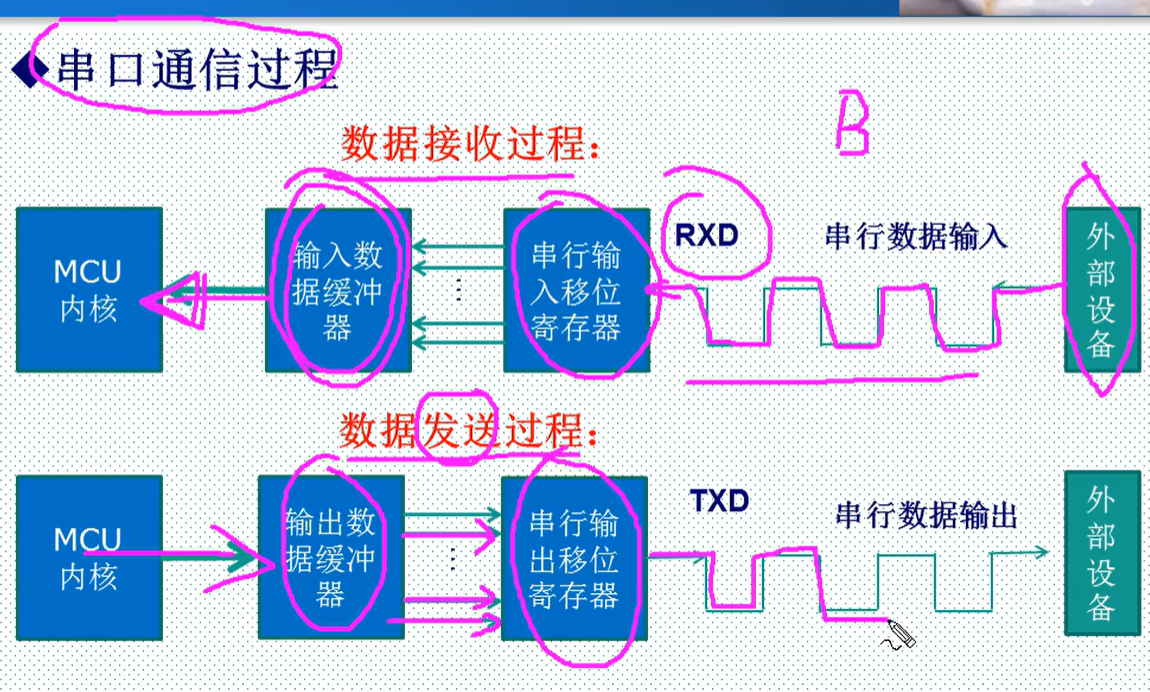 串口通信过程
B
数据接收过程：
MCU
内核
输入数
据缓冲
器
串行输
入移位
寄存器
RXD
串行数据输入
外
部
设
备
数据发送过程：
MCU
内核
输出数
据缓冲
器
串行输
出移位
寄存器
TXD
串行数据输出
外
部
设
备